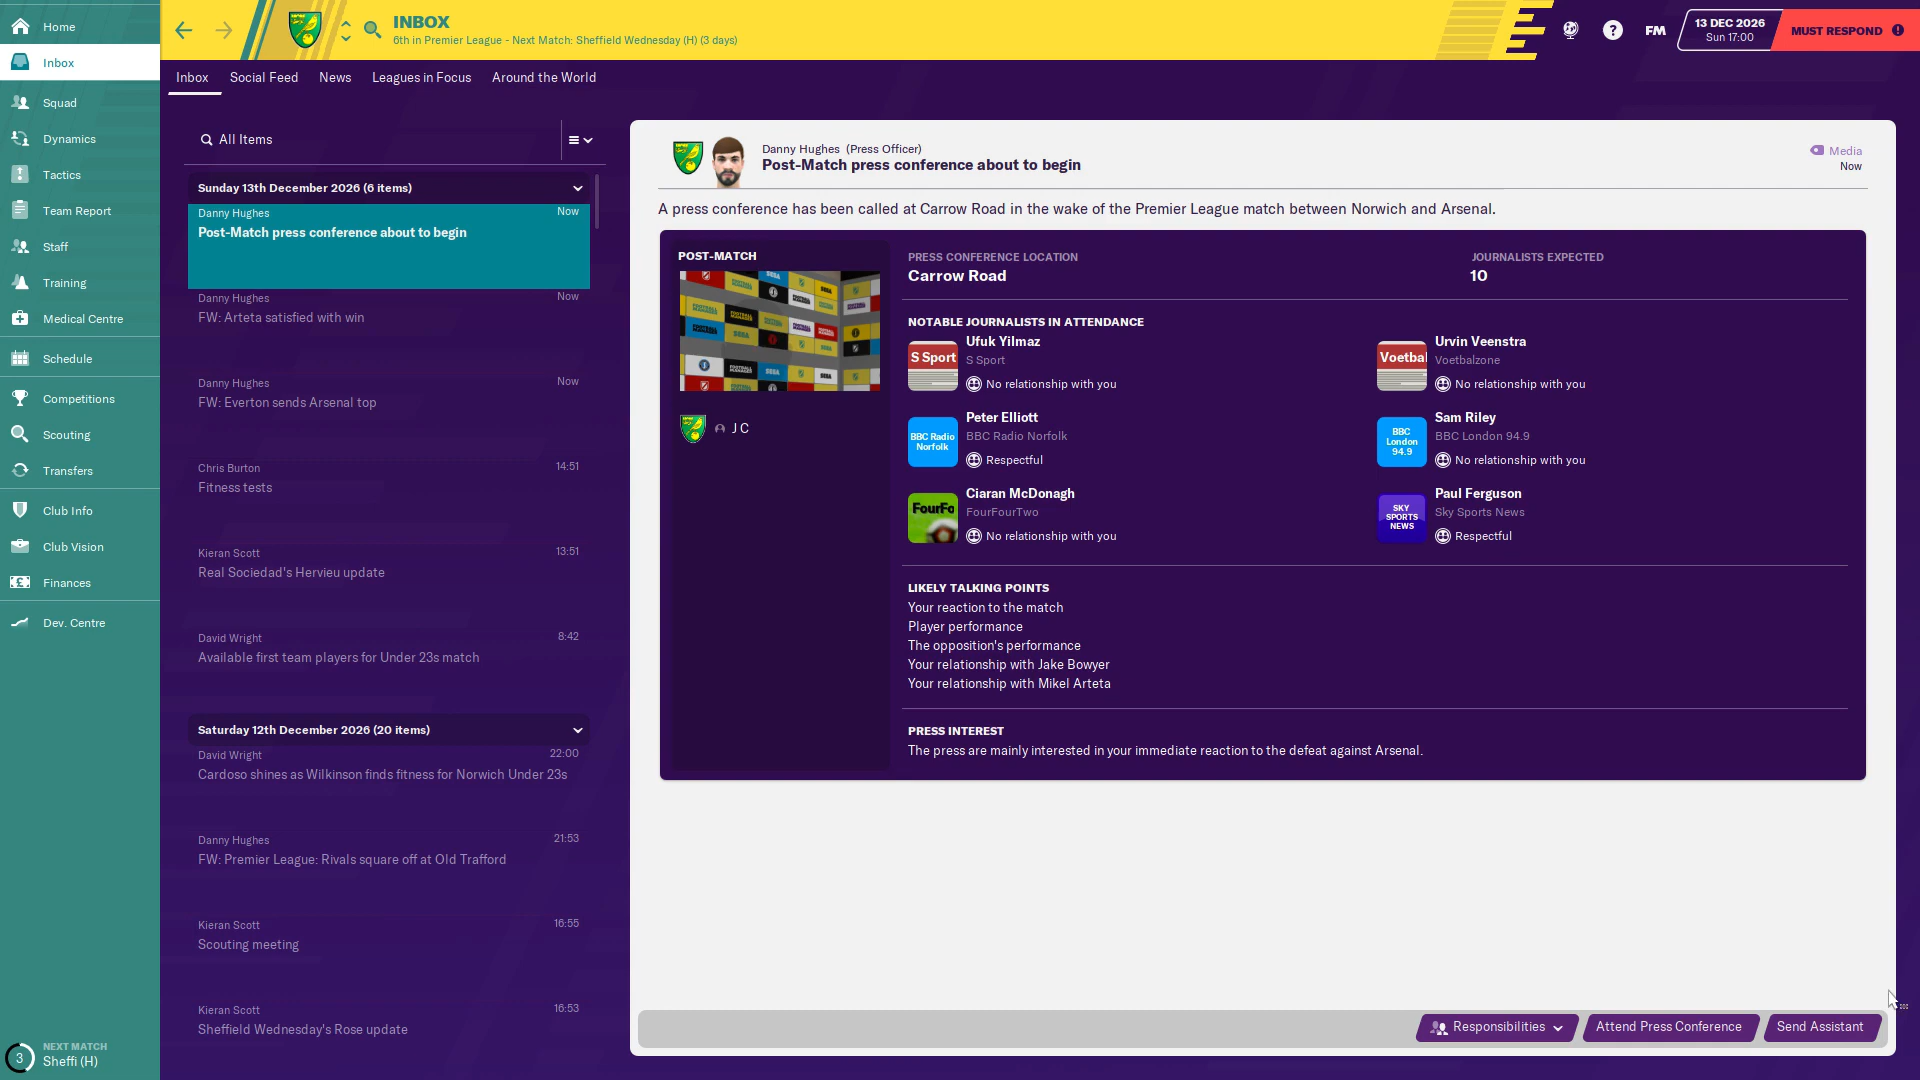 Home
Inbox
Squad
Dynamics
Tactics
Team Report
Staff
Training
Medical Centre
Schedule
Competitions
Scouting
Transfers
Club Info
Club Vision
Finances
Dev. Centre
3
NEXT MATCH
Sheffi (H)
INBOX
6th in Premier League - Next Match: Sheffield Wednesday (H) (3 days)
?
FM
13 DEC 2026
Sun 17:00
MUST RESPOND
Inbox
Social Feed
News
Leagues in Focus
Around the World
All Items
Sunday 13th December 2026 (6 items)
Danny Hughes
Now
Post-Match press conference about to begin
Danny Hughes
Now
FW: Arteta satisfied with win
Danny Hughes
Now
FW: Everton sends Arsenal top
Chris Burton
14:51
Fitness tests
Kieran Scott
13:51
Real Sociedad's Hervieu update
David Wright
8:42
Available first team players for Under 23s match
Saturday 12th December 2026 (20 items)
David Wright
22:00
Cardoso shines as Wilkinson finds fitness for Norwich Under 23s
Danny Hughes
21:53
FW: Premier League: Rivals square off at Old Trafford
Kieran Scott
16:55
Scouting meeting
Kieran Scott
16:53
Sheffield Wednesday's Rose update
Danny Hughes (Press Officer)
Post-Match press conference about to begin
Media
Now
A press conference has been called at Carrow Road in the wake of the Premier League match between Norwich and Arsenal.
POST-MATCH
J C
PRESS CONFERENCE LOCATION
Carrow Road
JOURNALISTS EXPECTED
10
NOTABLE JOURNALISTS IN ATTENDANCE
S Sport
Ufuk Yilmaz
S Sport
No relationship with you
Voetbal
Urvin Veenstra
Voetbalzone
No relationship with you
BBC Radio
Norfolk
Peter Elliott
BBC Radio Norfolk
Respectful
BBC
London
94.9
Sam Riley
BBC London 94.9
No relationship with you
FourFo
Ciaran McDonagh
FourFourTwo
No relationship with you
SKY
SPORTS
NEWS
Paul Ferguson
Sky Sports News
Respectful
LIKELY TALKING POINTS
Your reaction to the match
Player performance
The opposition's performance
Your relationship with Jake Bowyer
Your relationship with Mikel Arteta
PRESS INTEREST
The press are mainly interested in your immediate reaction to the defeat against Arsenal.
Responsibilities
Attend Press Conference
Send Assistant